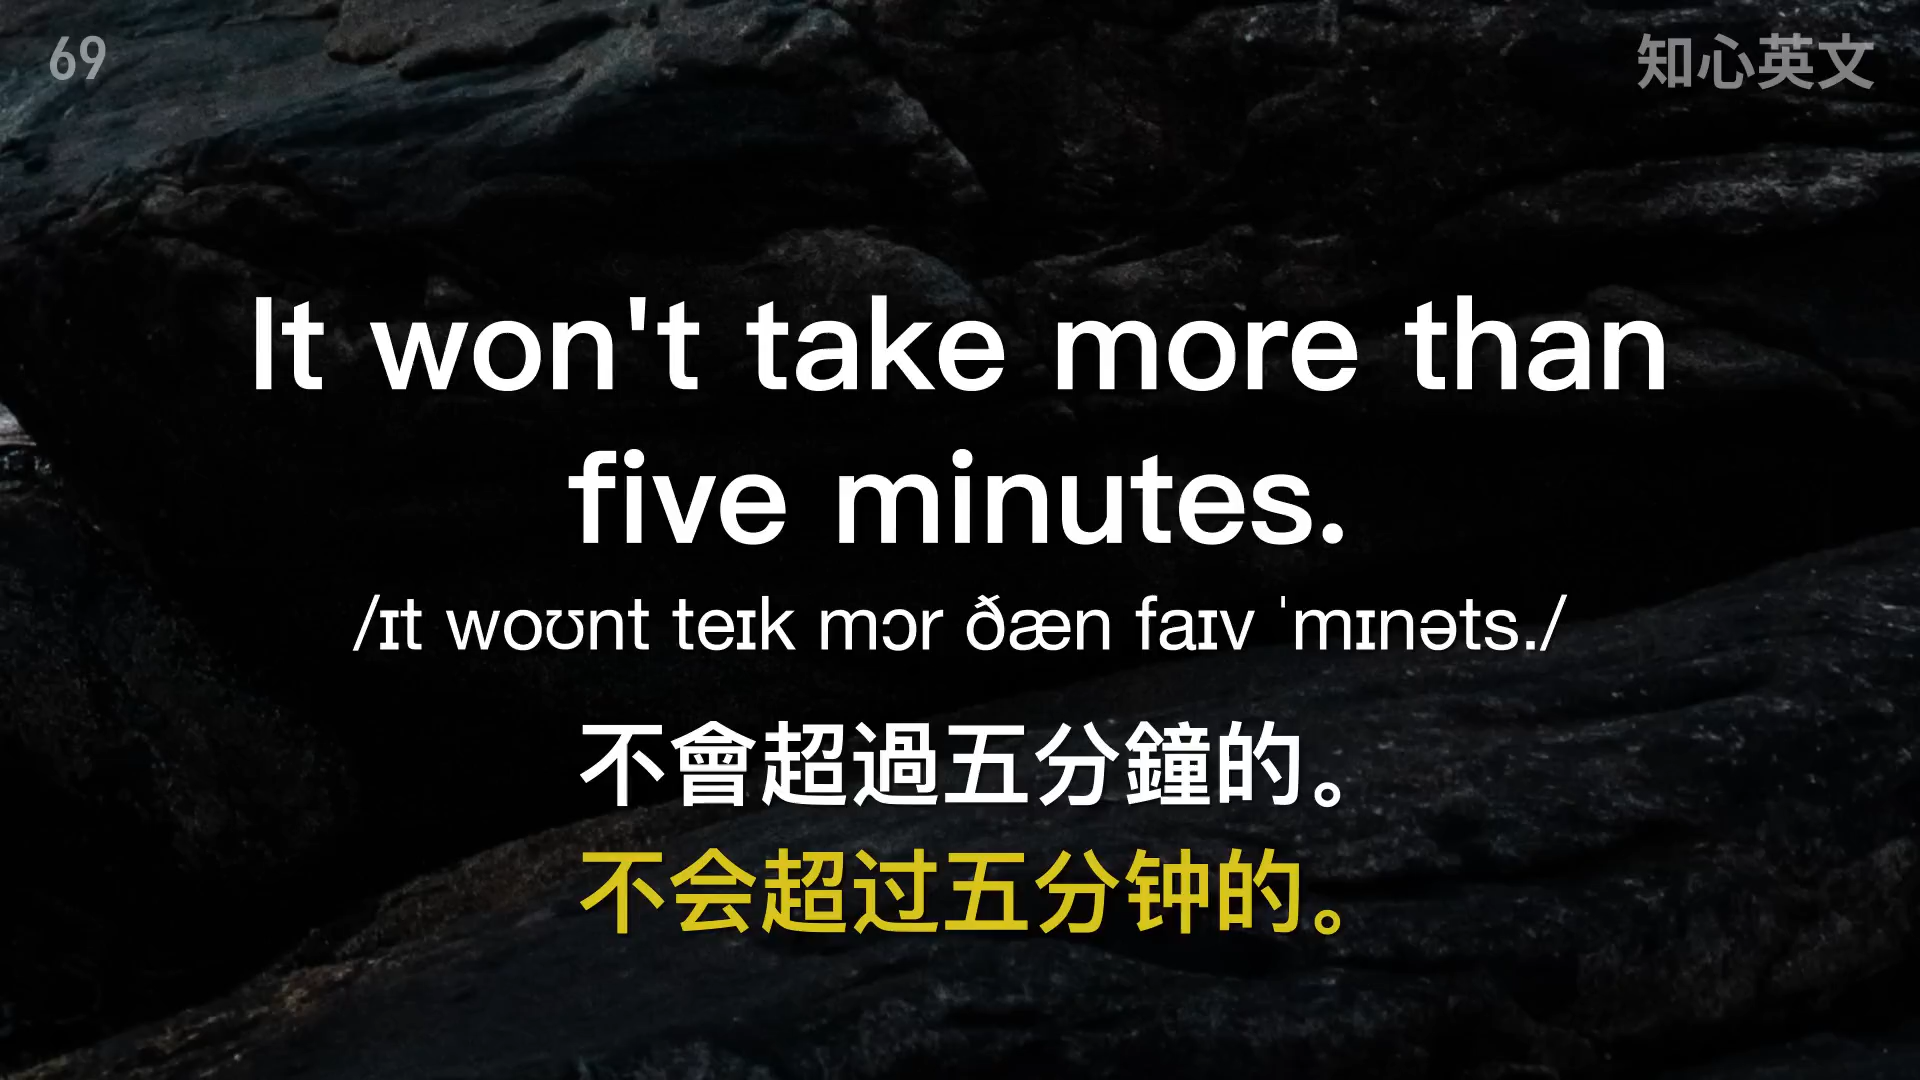 69
知心英文
It won't take more than
five minutes.
/ɪt woʊnt teɪk mɔr ðæn faɪv ˈmɪnəts./
不會超過五分鐘的。
不会超过五分钟的。